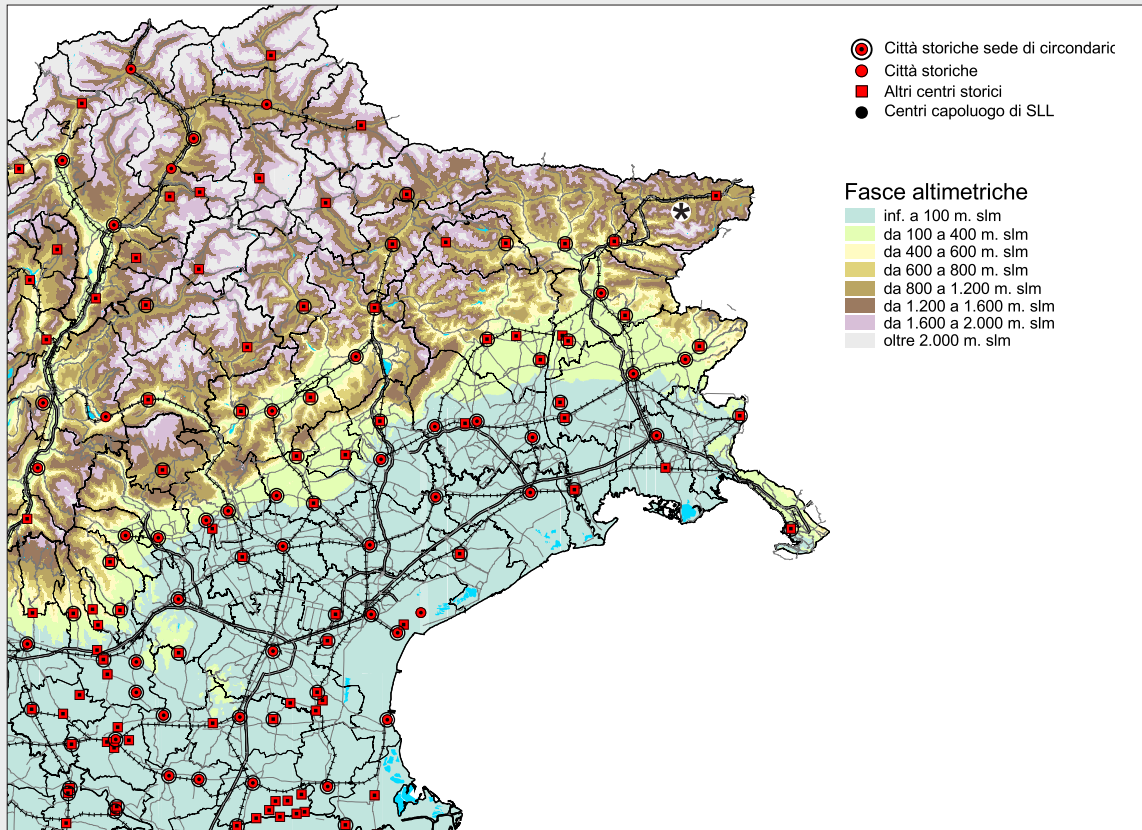 Città storiche sede di circondaric
Città storiche
Altri centri storici
Centri capoluogo di SLL
Fasce altimetriche
inf. a 100 m. slm
da 100 a 400 m. slm
da 400 a 600 m. slm
da 600 a 800 m. slm
da 800 a 1.200 m. slm
da 1.200 a 1.600 m. slm
da 1.600 a 2.000 m. slm
oltre 2.000 m. slm
*